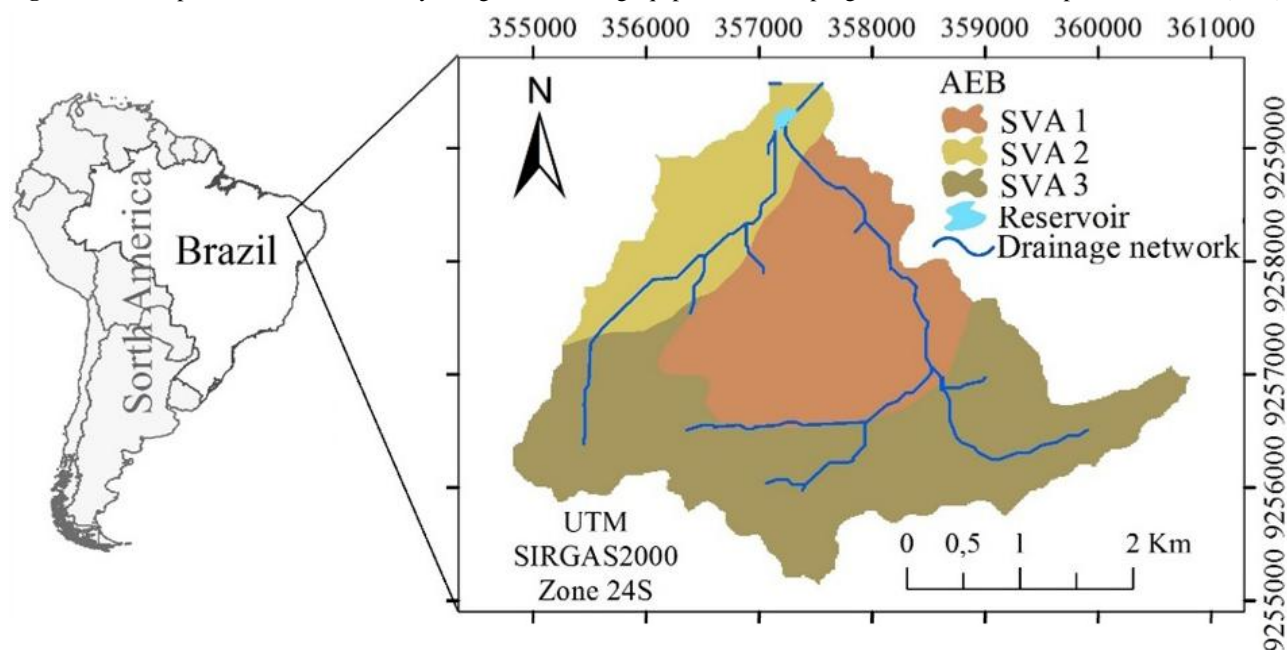 355000 356000 357000 358000 359000 360000 361000
N
AEB
SVA 1
SVA 2
SVA 3
Reservoir
Drainage network
9259000
9258000
9257000
9256000
9255000
Sorth America
Brazil
UTM
SIRGAS2000
Zone 24S
0 0,5 1 2 Km